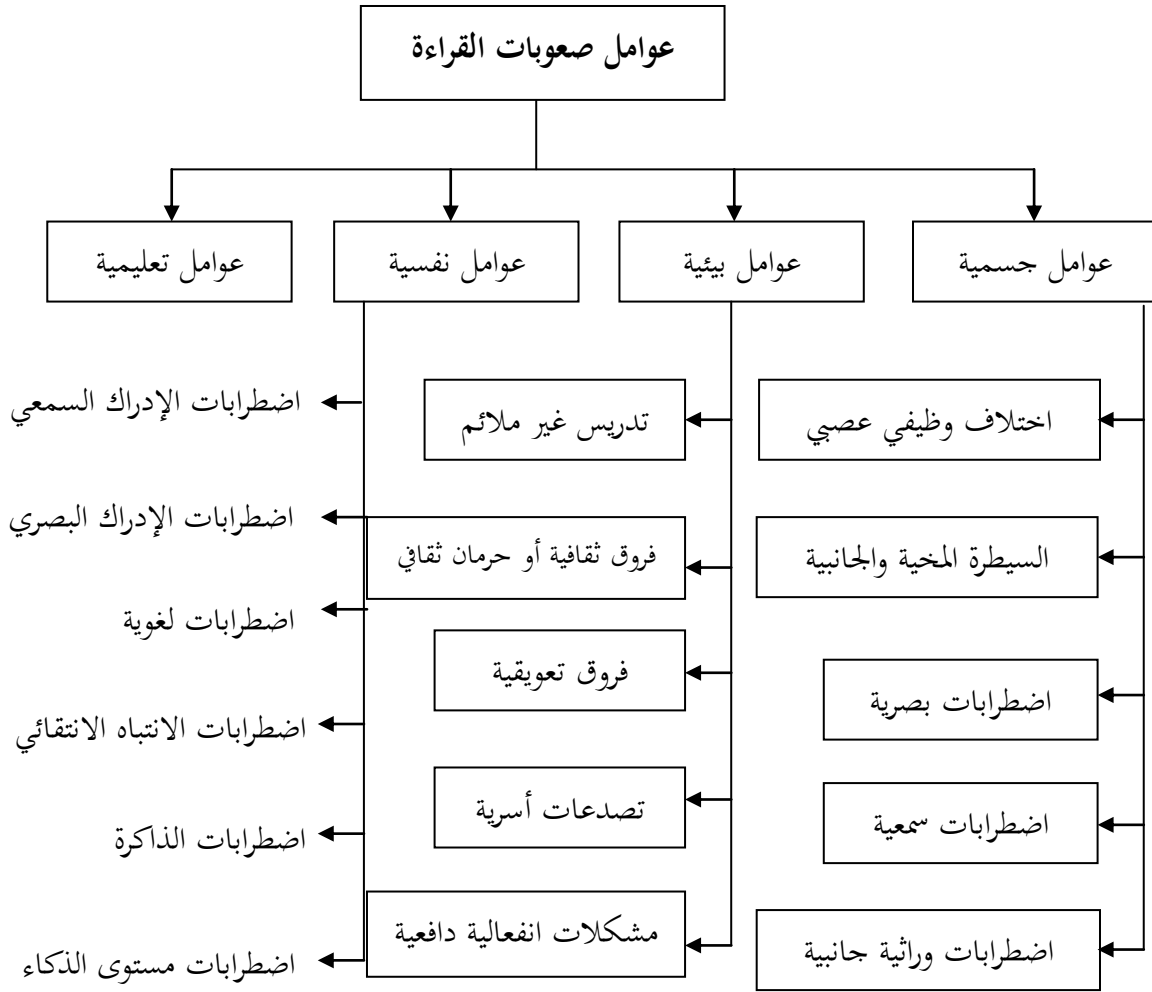 عوامل صعوبات القراءة
عوامل جسمية
عوامل بيئية
عوامل نفسية
عوامل تعليمية
اختلاف وظيفي عصبي
السيطرة المخية والجانبية
اضطرابات بصرية
اضطرابات سمعية
اضطرابات وراثية جانبية
تدريس غير ملائم
فروق ثقافية أو حرمان ثقافي
فروق تعويقية
تصدعات أسرية
مشكلات انفعالية دافعية
اضطرابات الإدراك السمعي
اضطرابات الإدراك البصري
اضطرابات لغوية
اضطرابات الانتباه الانتقائي
اضطرابات الذاكرة
اضطرابات مستوى الذكاء